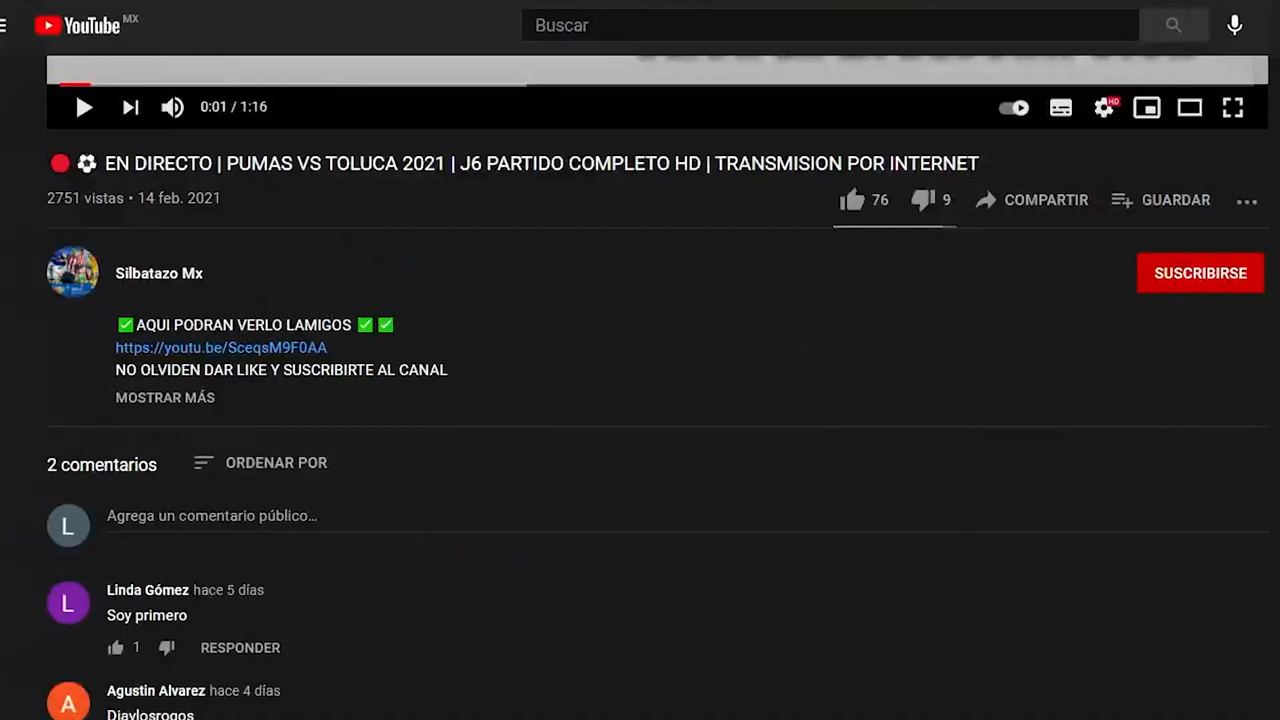 YouTube MX
Buscar
0:01 / 1:16
HD
🔴 ⚽ EN DIRECTO | PUMAS VS TOLUCA 2021 | J6 PARTIDO COMPLETO HD | TRANSMISION POR INTERNET
2751 vistas • 14 feb. 2021
76 9 COMPARTIR GUARDAR
Silbatazo Mx
SUSCRIBIRSE
✅AQUI PODRAN VERLO LAMIGOS ✅ ✅
https://youtu.be/SceqsM9F0AA
NO OLVIDEN DAR LIKE Y SUSCRIBIRTE AL CANAL
MOSTRAR MÁS
2 comentarios ORDENAR POR
L Agrega un comentario público...
L Linda Gómez hace 5 días
Soy primero
1 RESPONDER
A Agustin Alvarez hace 4 días